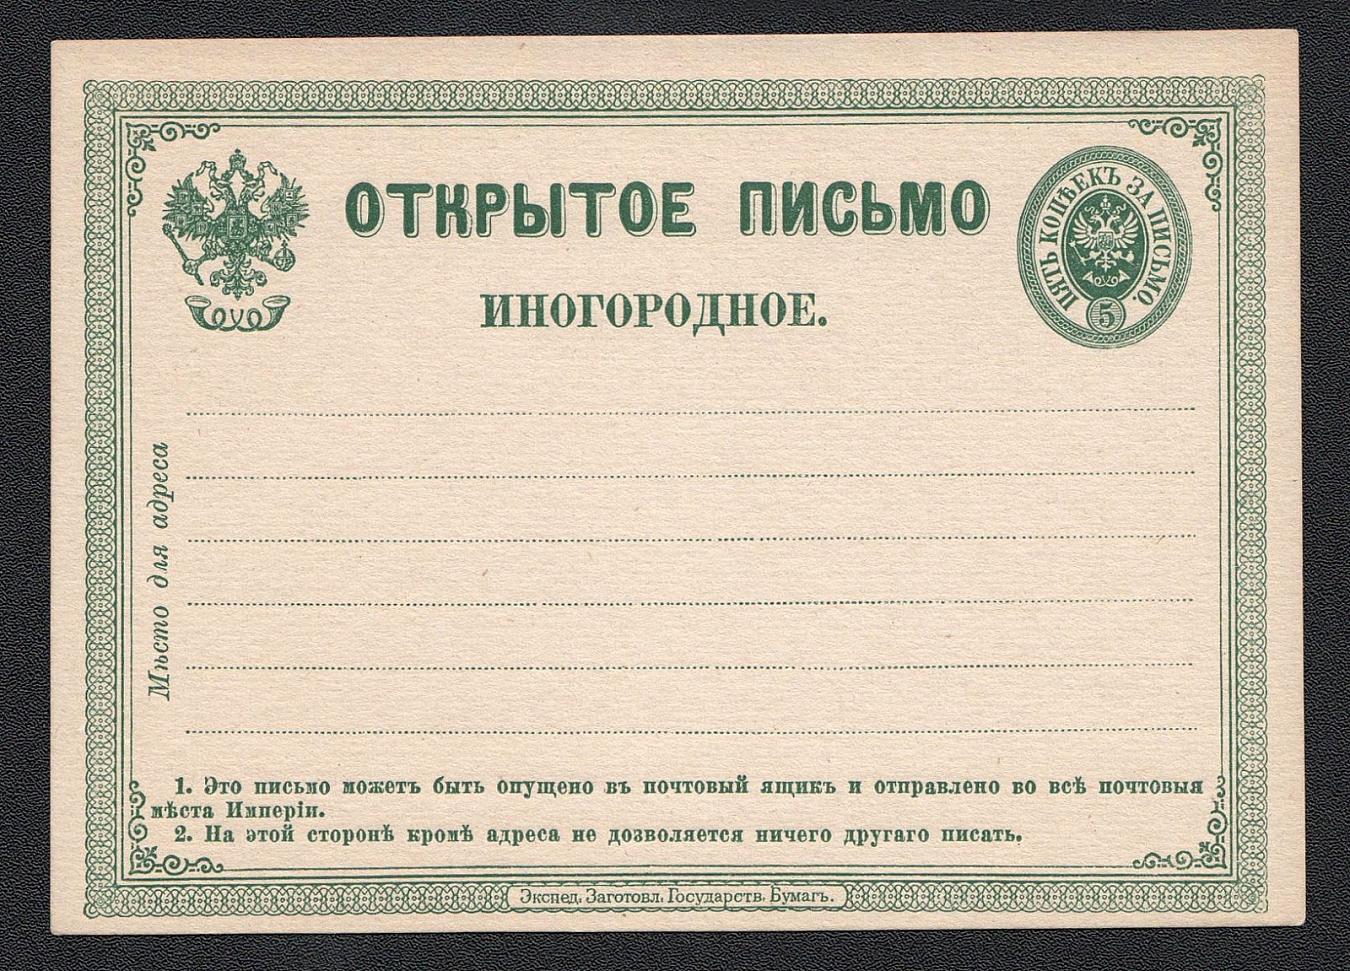 ОТКРЫТОЕ ПИСЬМО
ПЯТЬ КОПѢЕКЪ ЗА ПИСЬМО.
5
ИНОГОРОДНОЕ.
Мѣсто для адреса
1. Это письмо можетъ быть опущено въ почтовый ящикъ и отправлено во всѣ почтовыя
мѣста Имперіи.
2. На этой сторонѣ кромѣ адреса не дозволяется ничего другаго писать.
Экспед. Заготовл. Государств. Бумагъ.